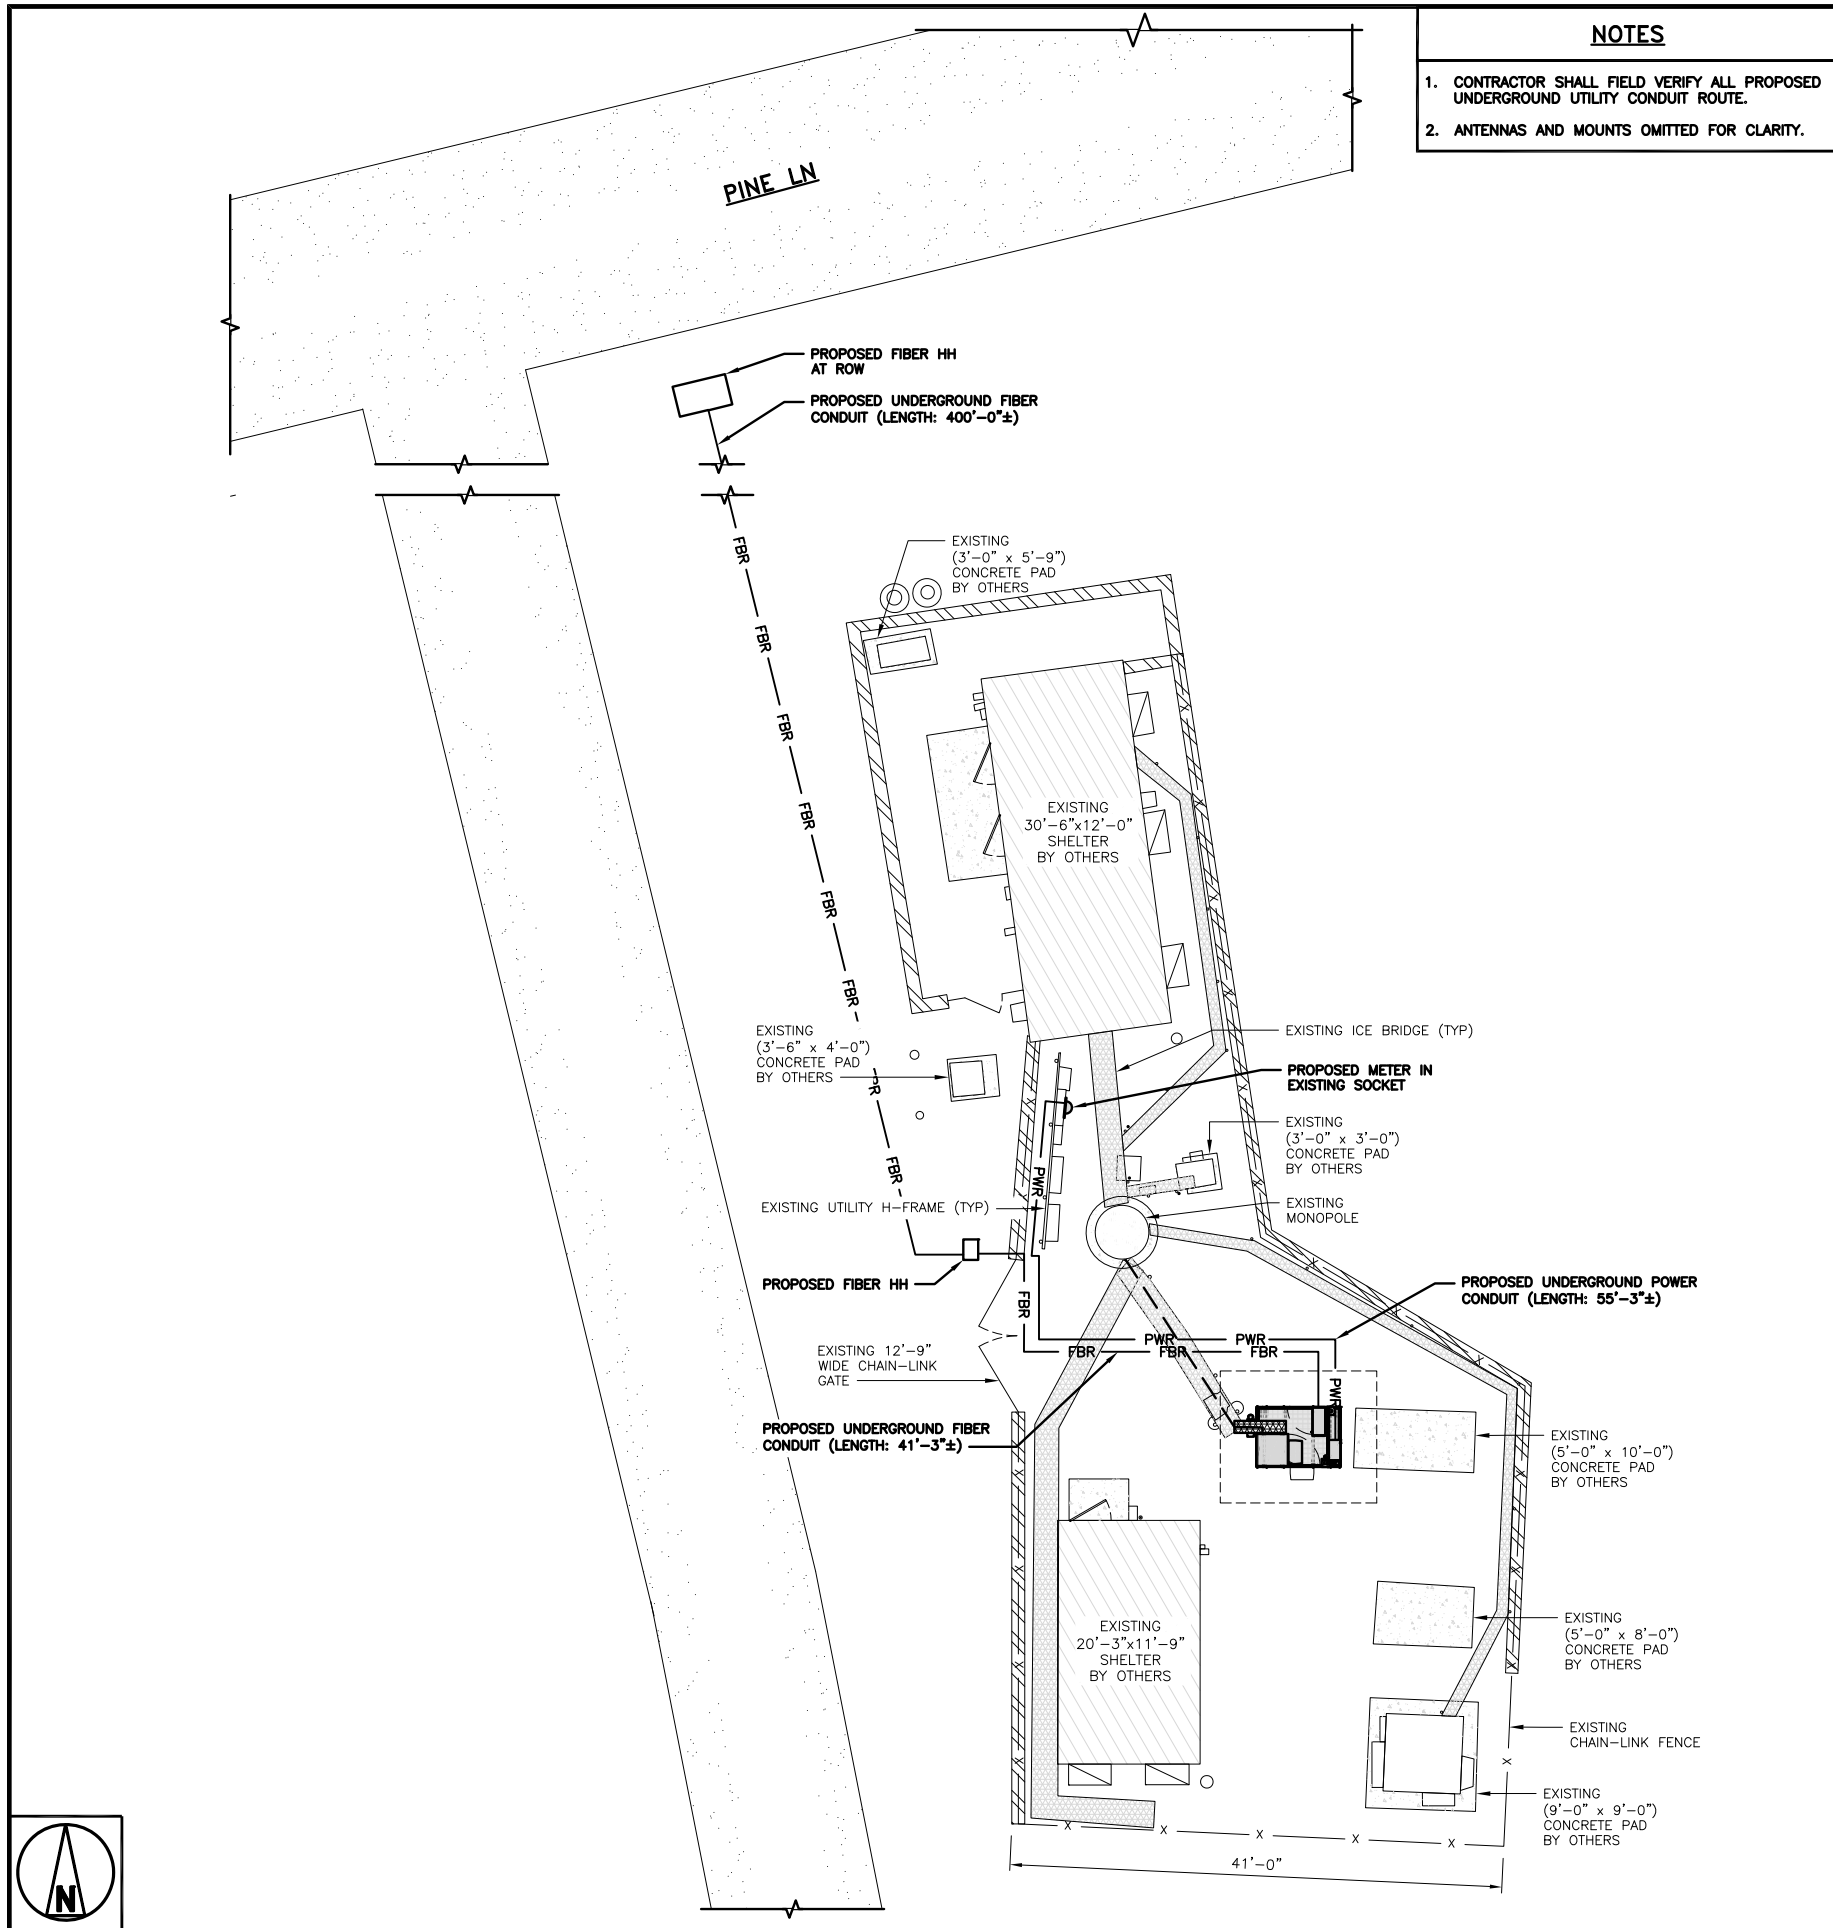 NOTES
1. CONTRACTOR SHALL FIELD VERIFY ALL PROPOSED
UNDERGROUND UTILITY CONDUIT ROUTE.
2. ANTENNAS AND MOUNTS OMITTED FOR CLARITY.
PINE LN
PROPOSED FIBER HH
AT ROW
PROPOSED UNDERGROUND FIBER
CONDUIT (LENGTH: 400'-0"±)
FBR
EXISTING
(3'-0" x 5'-9")
CONCRETE PAD
BY OTHERS
FBR
FBR
FBR
EXISTING
30'-6"x12'-0"
SHELTER
BY OTHERS
FBR
FBR
EXISTING
(3'-6" x 4'-0")
CONCRETE PAD
BY OTHERS
EXISTING ICE BRIDGE (TYP)
PROPOSED METER IN
EXISTING SOCKET
EXISTING
(3'-0" x 3'-0")
CONCRETE PAD
BY OTHERS
FBR
PWR
EXISTING UTILITY H-FRAME (TYP)
EXISTING
MONOPOLE
PROPOSED FIBER HH
FBR
PROPOSED UNDERGROUND POWER
CONDUIT (LENGTH: 55'-3"±)
PWR PWR
FBR FBR FBR
PWR
EXISTING 12'-9"
WIDE CHAIN-LINK
GATE
PROPOSED UNDERGROUND FIBER
CONDUIT (LENGTH: 41'-3"±)
EXISTING
(5'-0" x 10'-0")
CONCRETE PAD
BY OTHERS
EXISTING
20'-3"x11'-9"
SHELTER
BY OTHERS
EXISTING
(5'-0" x 8'-0")
CONCRETE PAD
BY OTHERS
EXISTING
CHAIN-LINK FENCE
EXISTING
(9'-0" x 9'-0")
CONCRETE PAD
BY OTHERS
X X X X X
41'-0"
N